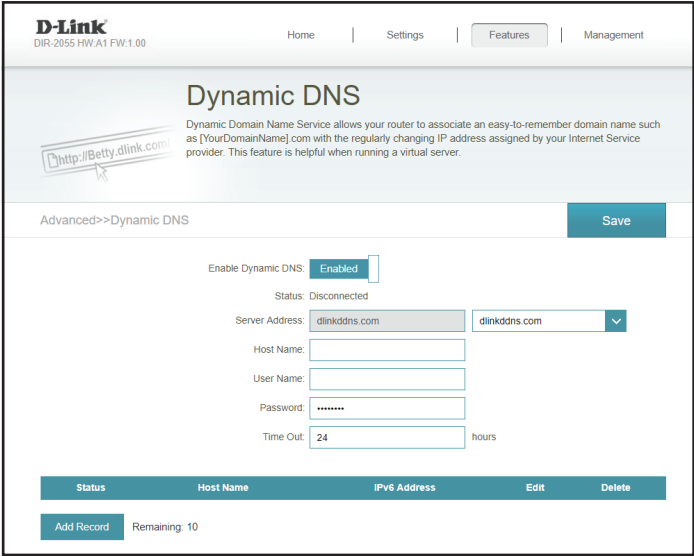 D-Link
DIR-2055 HW:A1 FW:1.00
Home | Settings | Features | Management
Dynamic DNS
Dynamic Domain Name Service allows your router to associate an easy-to-remember domain name such
as [YourDomainName].com with the regularly changing IP address assigned by your Internet Service
provider. This feature is helpful when running a virtual server.
http://Betty.dlink.com/
Advanced>>Dynamic DNS
Save
Enable Dynamic DNS: Enabled
Status: Disconnected
Server Address: dlinkddns.com dlinkddns.com
Host Name:
User Name:
Password: ••••••••
Time Out: 24 hours
Status Host Name IPv6 Address Edit Delete
Add Record Remaining: 10